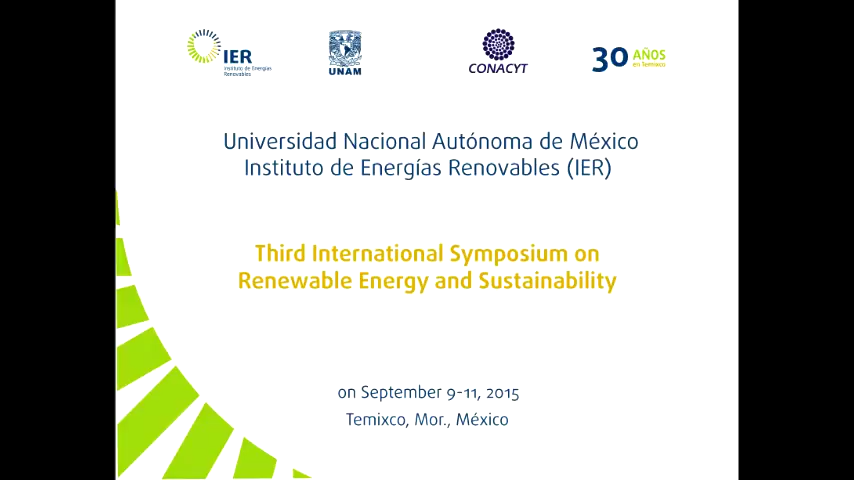 IER
Instituto de Energías
Renovables
UNAM
CONACYT
30 AÑOS
en Temixco
Universidad Nacional Autónoma de México
Instituto de Energías Renovables (IER)
Third International Symposium on
Renewable Energy and Sustainability
on September 9-11, 2015
Temixco, Mor., México